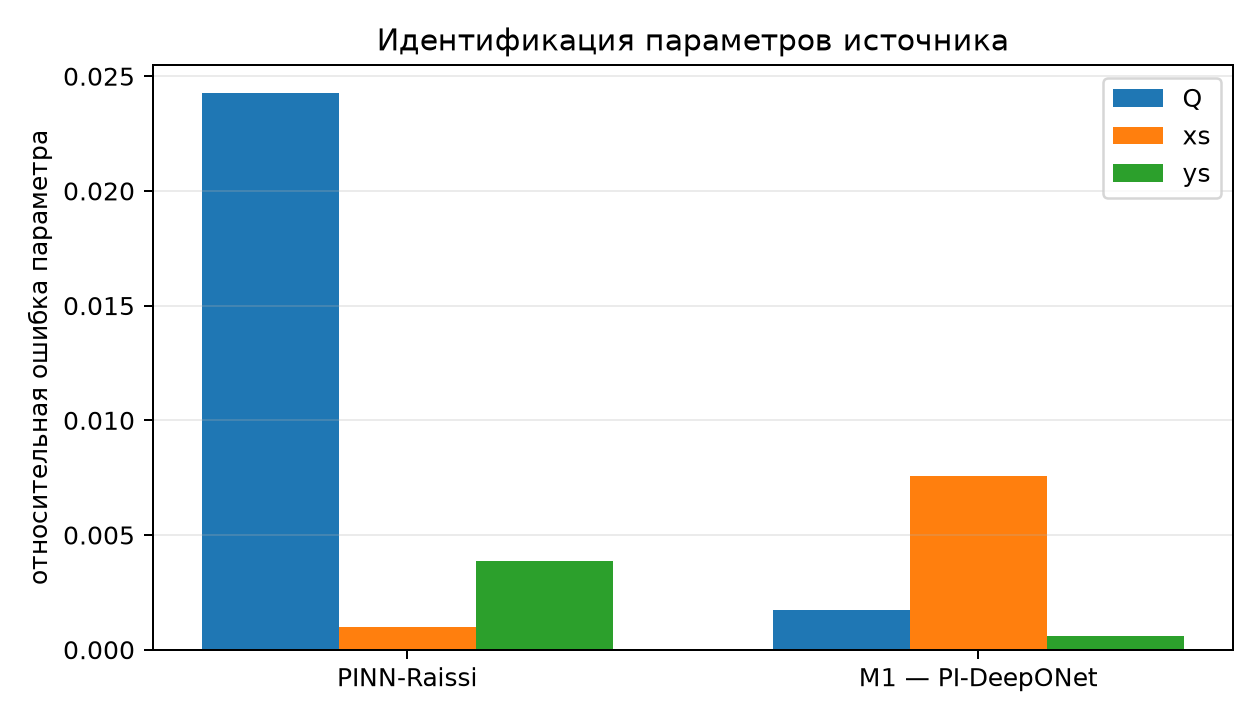 Идентификация параметров источника
относительная ошибка параметра
0.025
0.020
0.015
0.010
0.005
0.000
Q
xs
ys
PINN-Raissi
M1 — PI-DeepONet